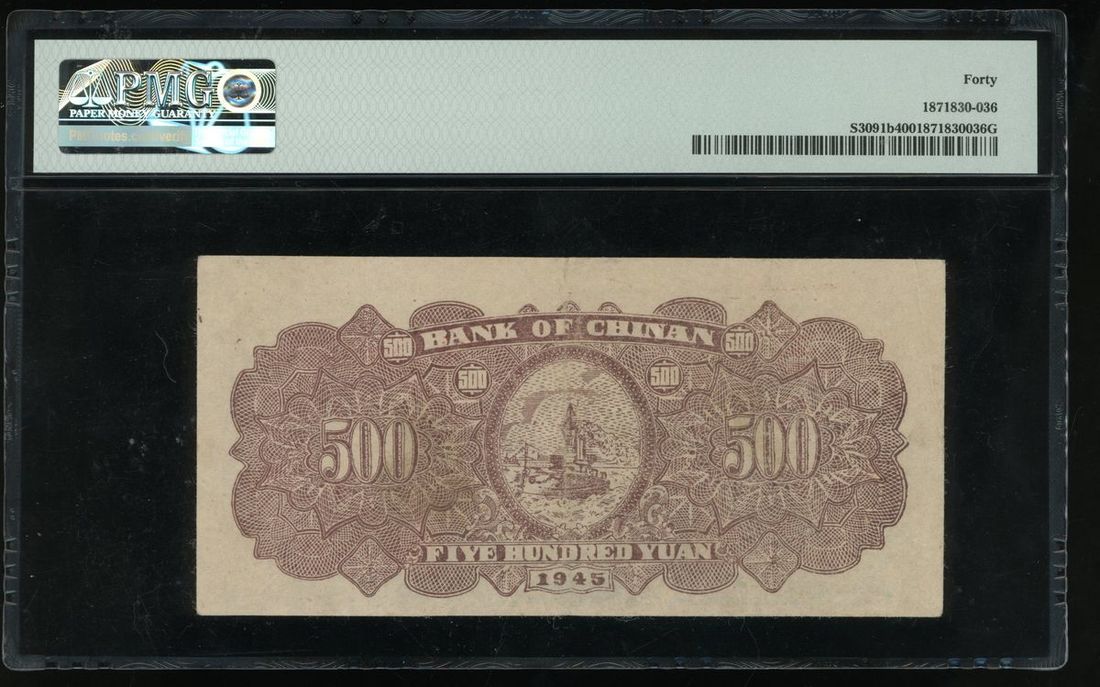 PMG
PAPER MONEY GUARANTY
Forty
1871830-036
S3091b4001871830036G
BANK OF CHINAN
500 500
500 500
500 500
FIVE HUNDRED YUAN
1945